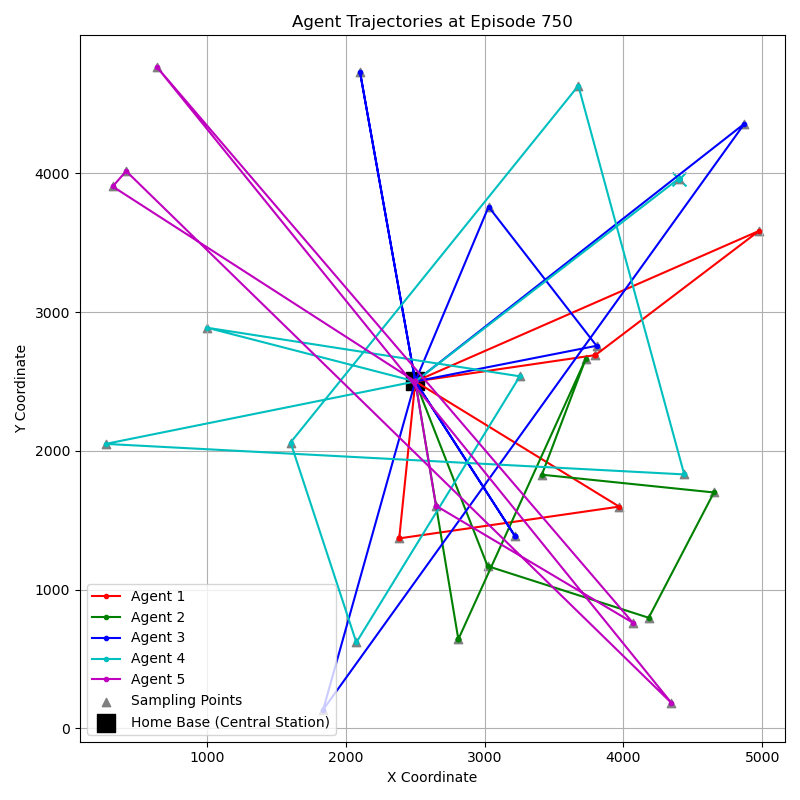 Agent Trajectories at Episode 750
Y Coordinate
4000
3000
2000
1000
0
Agent 1
Agent 2
Agent 3
Agent 4
Agent 5
Sampling Points
Home Base (Central Station)
1000
2000
3000
4000
5000
X Coordinate